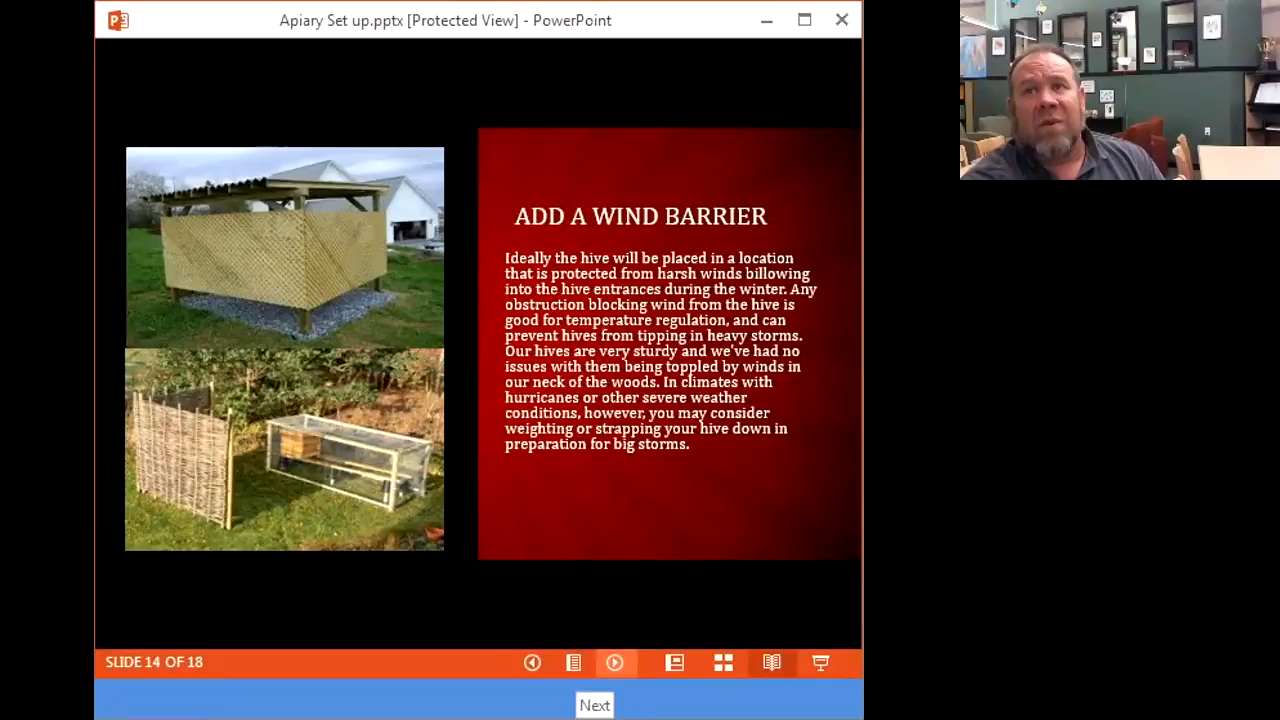 Apiary Set up.pptx [Protected View] - PowerPoint
ADD A WIND BARRIER
Ideally the hive will be placed in a location
that is protected from harsh winds billowing
into the hive entrances during the winter. Any
obstruction blocking wind from the hive is
good for temperature regulation, and can
prevent hives from tipping in heavy storms.
Our hives are very sturdy and we've had no
issues with them being toppled by winds in
our neck of the woods. In climates with
hurricanes or other severe weather
conditions, however, you may consider
weighting or strapping your hive down in
preparation for big storms.
SLIDE 14 OF 18
Next